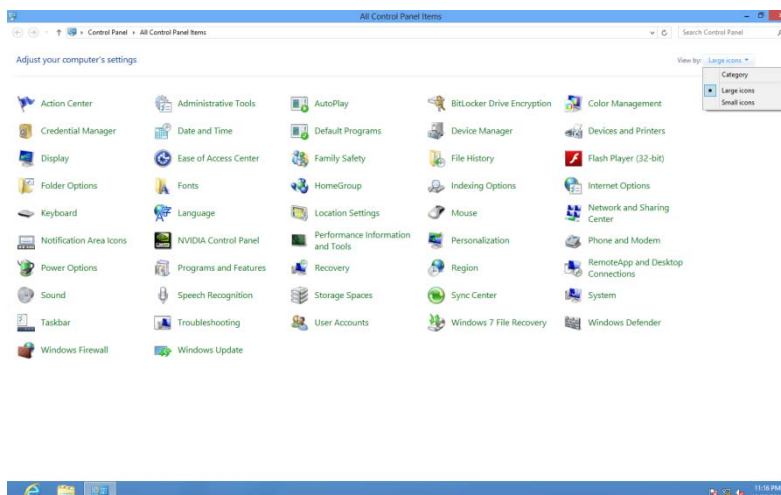 All Control Panel Items
Control Panel ▸ All Control Panel Items
Search Control Panel
Adjust your computer's settings
View by: Large icons
Category
Large icons
Small icons
Action Center
Administrative Tools
AutoPlay
BitLocker Drive Encryption
Color Management
Credential Manager
Date and Time
Default Programs
Device Manager
Devices and Printers
Display
Ease of Access Center
Family Safety
File History
Flash Player (32-bit)
Folder Options
Fonts
HomeGroup
Indexing Options
Internet Options
Keyboard
Language
Location Settings
Mouse
Network and Sharing
Center
Notification Area Icons
NVIDIA Control Panel
Performance Information
and Tools
Personalization
Phone and Modem
Power Options
Programs and Features
Recovery
Region
RemoteApp and Desktop
Connections
Sound
Speech Recognition
Storage Spaces
Sync Center
System
Taskbar
Troubleshooting
User Accounts
Windows 7 File Recovery
Windows Defender
Windows Firewall
Windows Update
11:16 PM